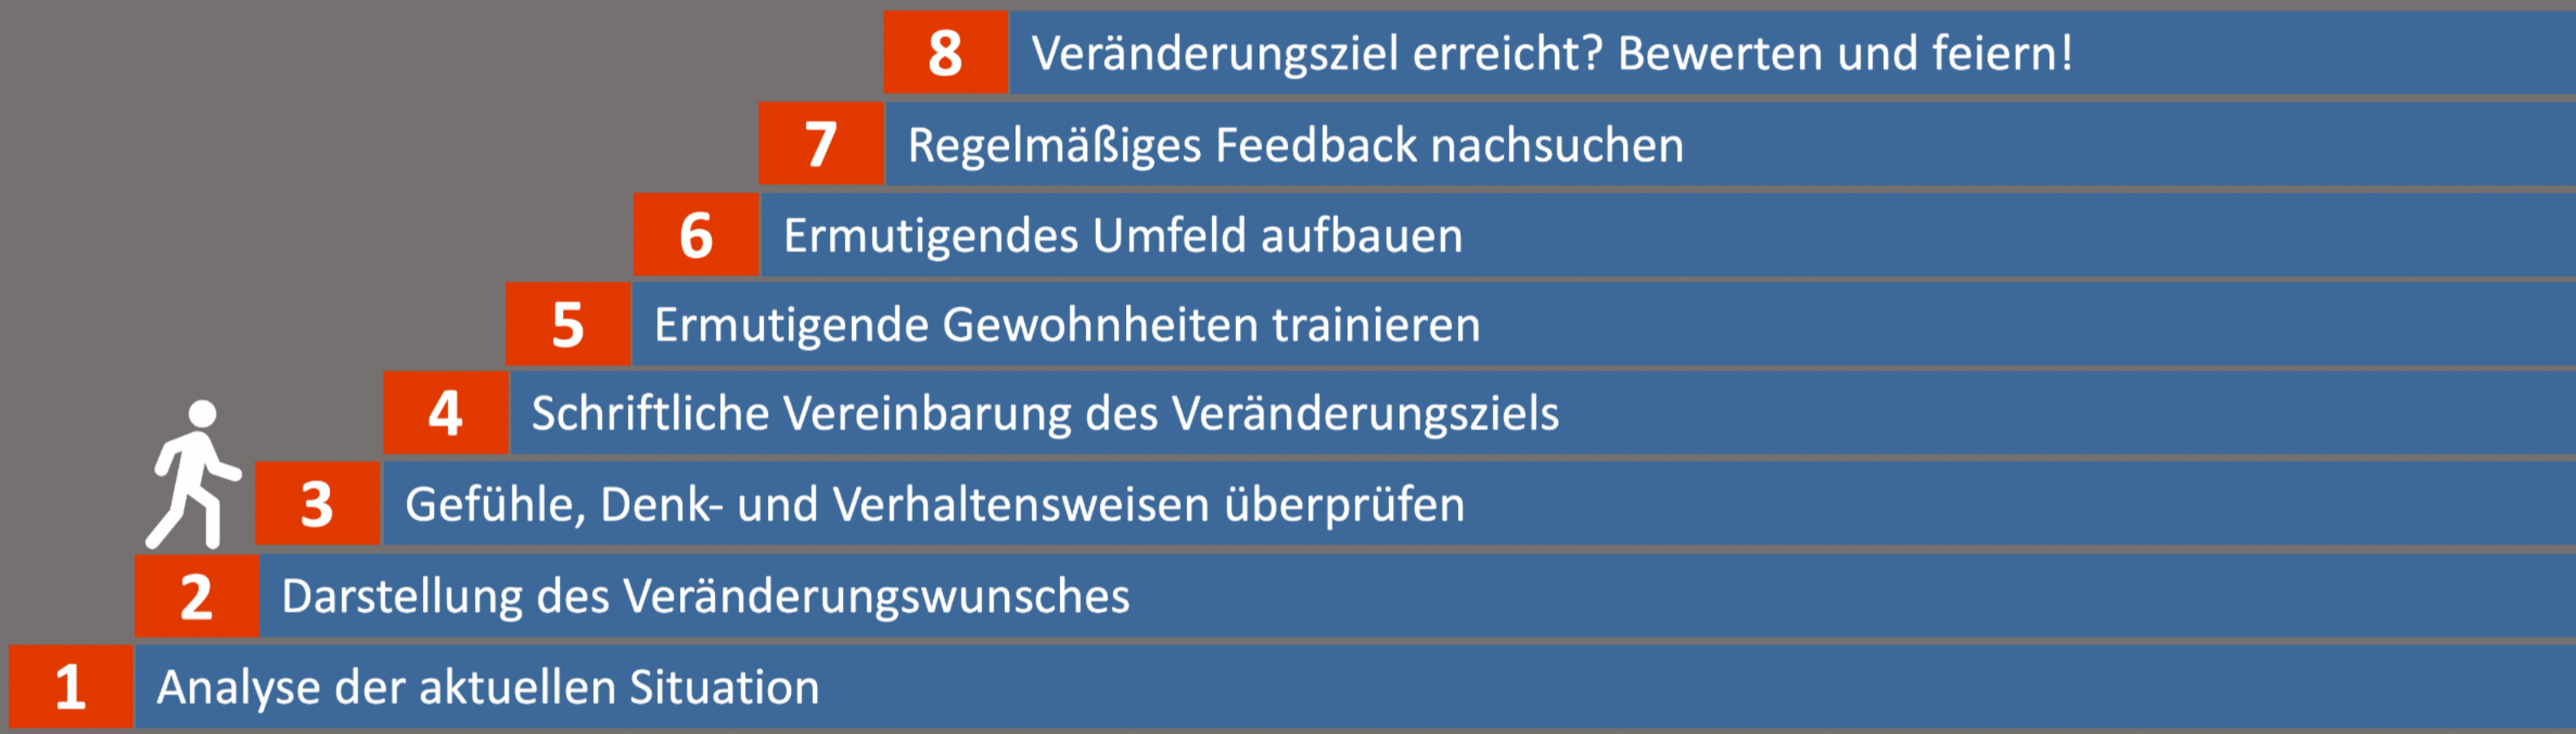 8 Veränderungsziel erreicht? Bewerten und feiern!
7 Regelmäßiges Feedback nachsuchen
6 Ermutigendes Umfeld aufbauen
5 Ermutigende Gewohnheiten trainieren
4 Schriftliche Vereinbarung des Veränderungsziels
3 Gefühle, Denk- und Verhaltensweisen überprüfen
2 Darstellung des Veränderungswunsches
1 Analyse der aktuellen Situation